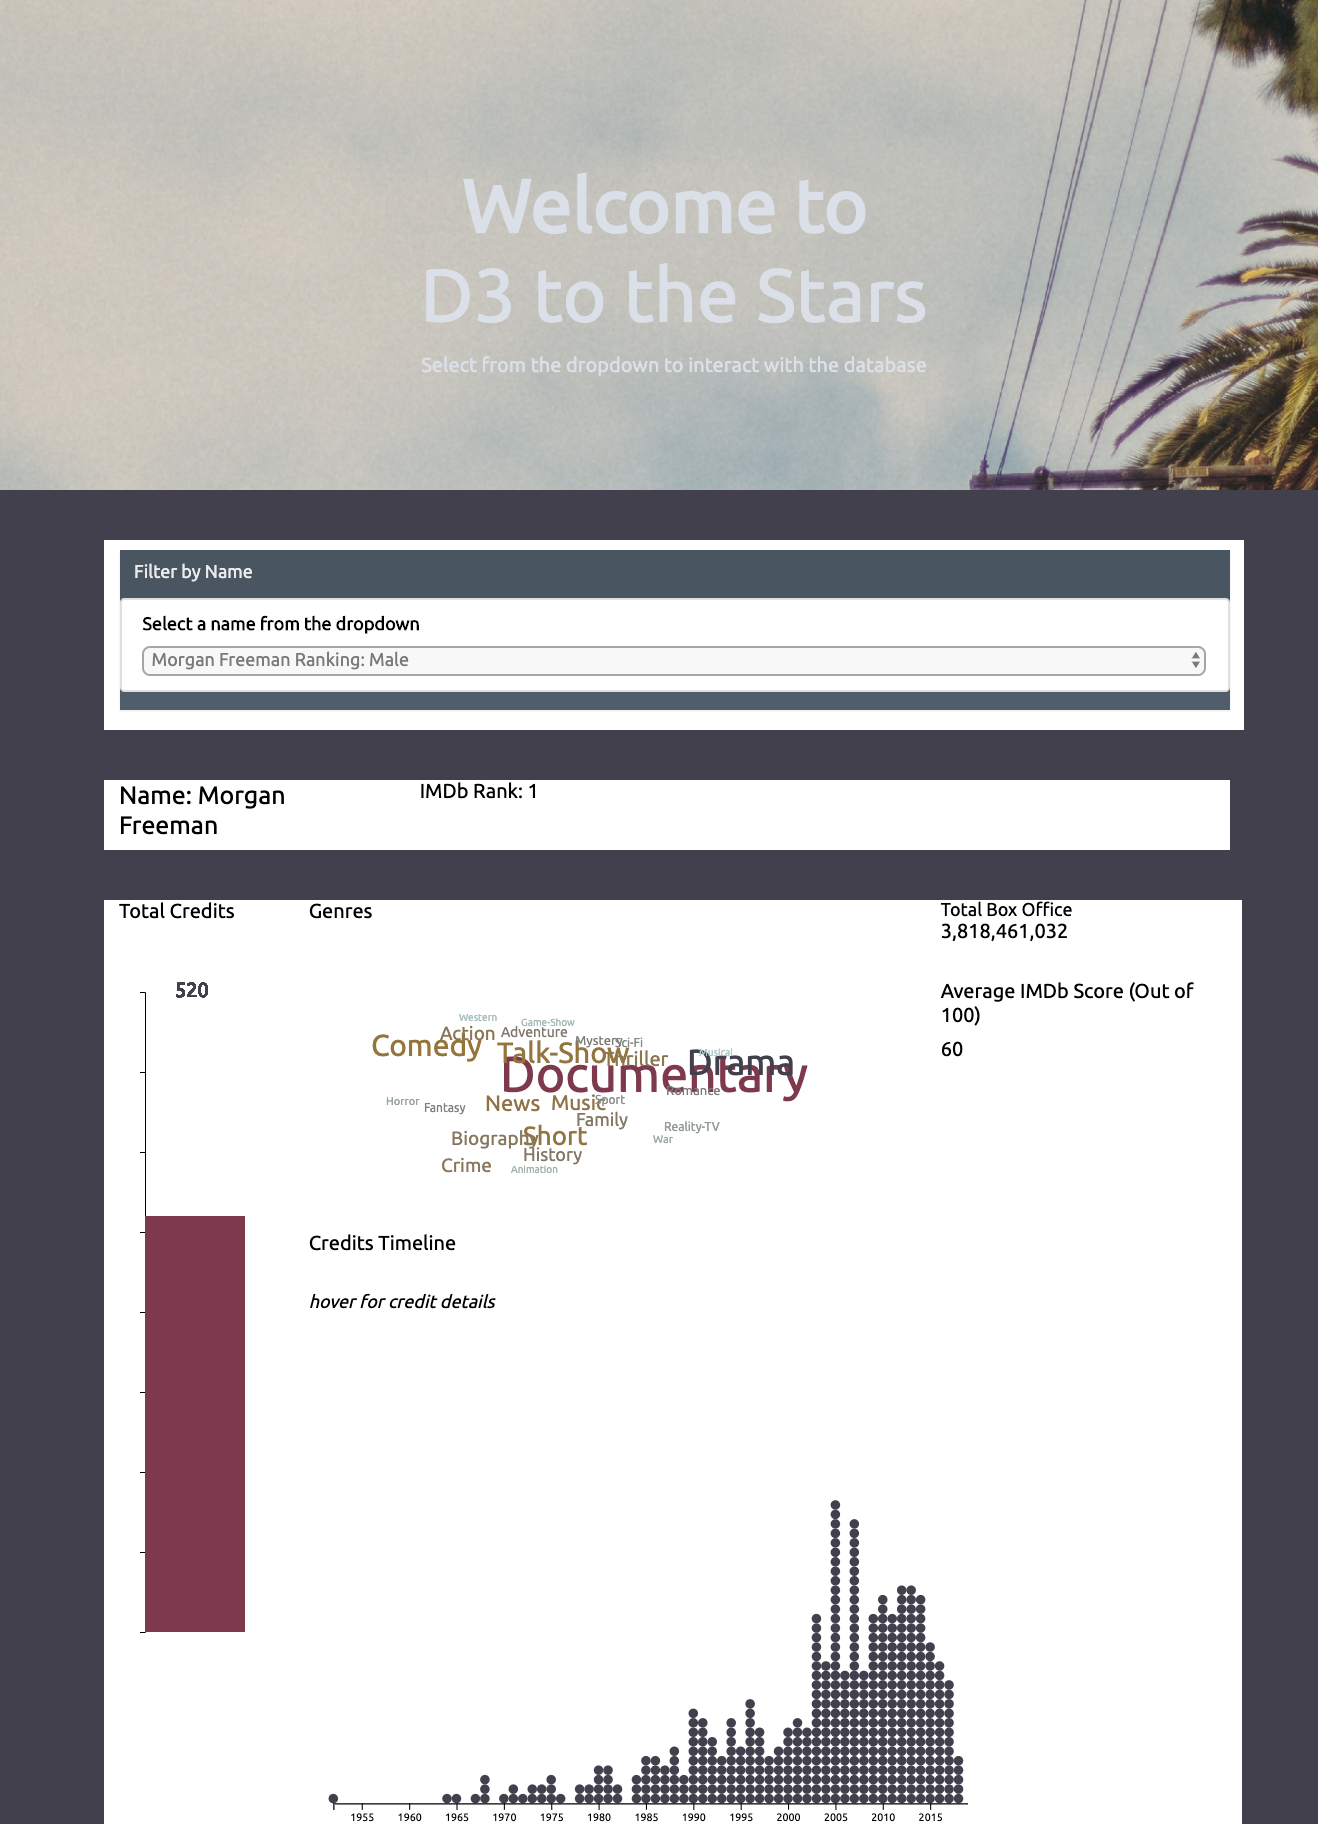 Welcome to
D3 to the Stars
Select from the dropdown to interact with the database
Filter by Name
Select a name from the dropdown
Morgan Freeman Ranking: Male
Name: Morgan
Freeman
IMDb Rank: 1
Total Credits
520
Genres
Western
Game-Show
Action
Adventure
Comedy
Talk-Show
Mystery
Sci-Fi
Thriller
Musical
Drama
Documentary
Romance
Horror
Fantasy
News
Music
Sport
Family
Reality-TV
War
Biography
Short
History
Crime
Animation
Total Box Office
3,818,461,032
Average IMDb Score (Out of
100)
60
Credits Timeline
hover for credit details
1955 1960 1965 1970 1975 1980 1985 1990 1995 2000 2005 2010 2015